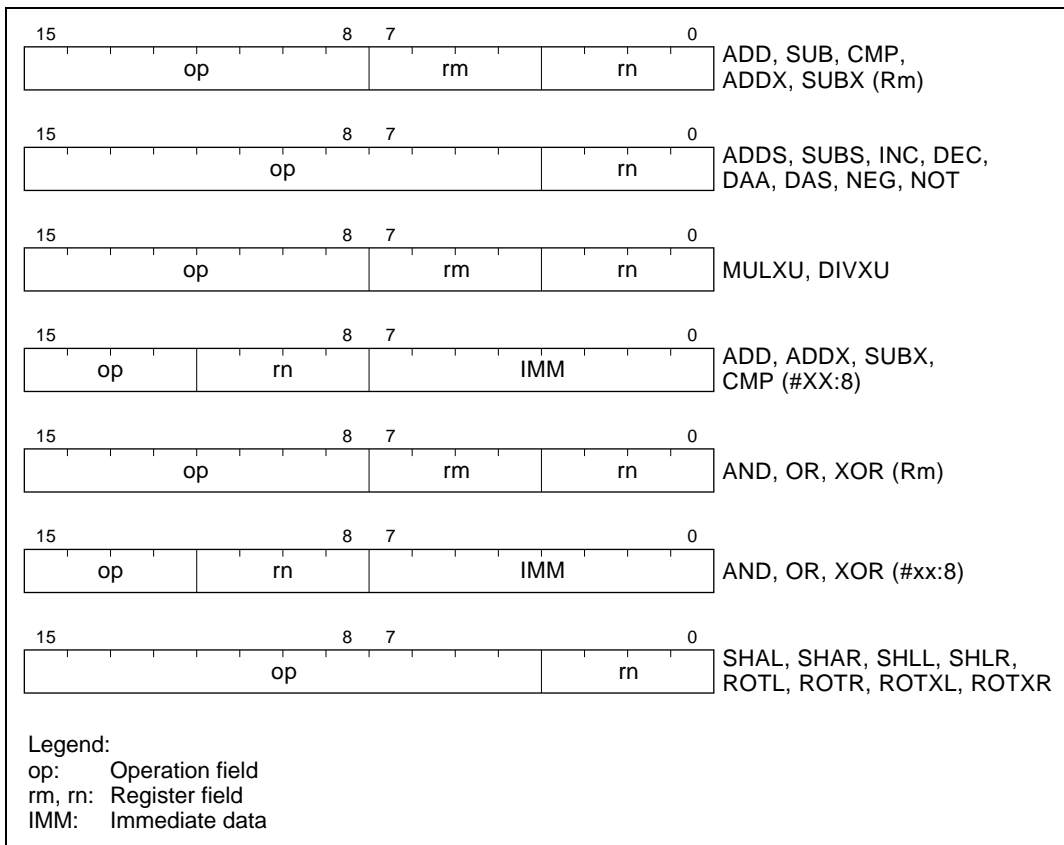 15 8 7 0
op rm rn
ADD, SUB, CMP,
ADDX, SUBX (Rm)
15 8 7 0
op rn
ADDS, SUBS, INC, DEC,
DAA, DAS, NEG, NOT
15 8 7 0
op rm rn
MULXU, DIVXU
15 8 7 0
op rn IMM
ADD, ADDX, SUBX,
CMP (#XX:8)
15 8 7 0
op rm rn
AND, OR, XOR (Rm)
15 8 7 0
op rn IMM
AND, OR, XOR (#xx:8)
15 8 7 0
op rn
SHAL, SHAR, SHLL, SHLR,
ROTL, ROTR, ROTXL, ROTXR
Legend:
op: Operation field
rm, rn: Register field
IMM: Immediate data